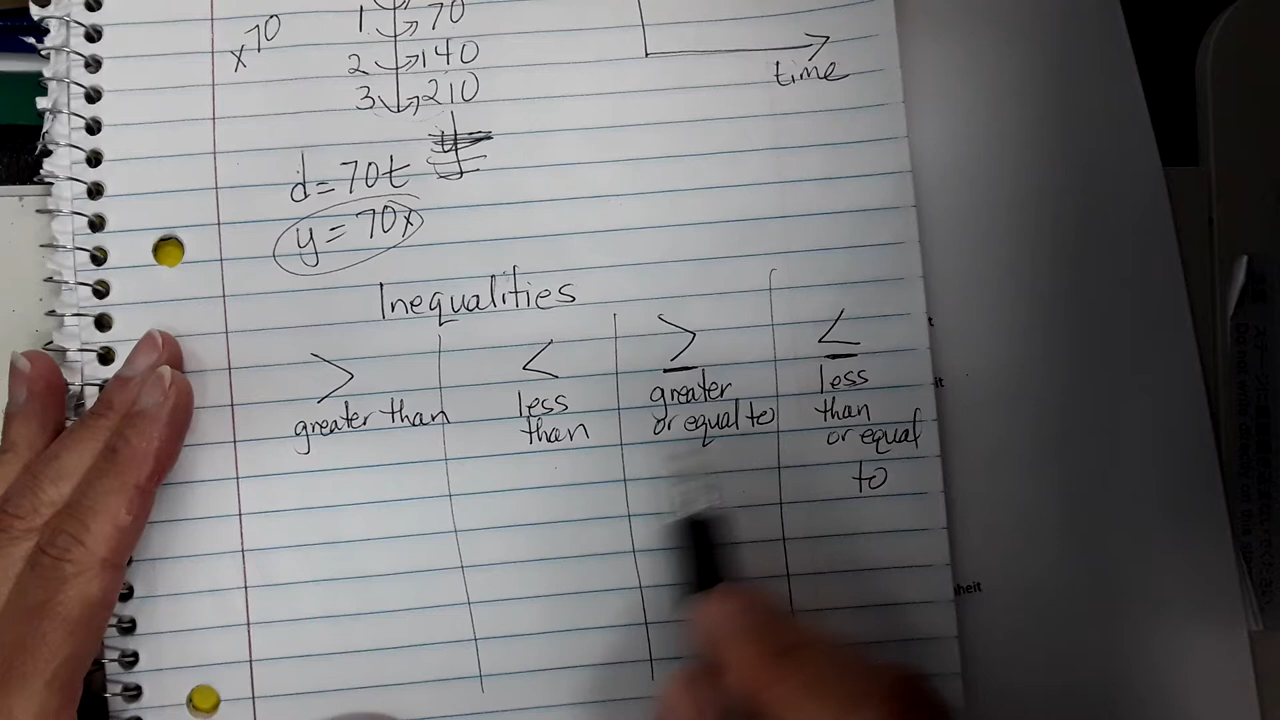 x70
1 70
2 140
3 210
time
d = 70t
y = 70x
Inequalities
> < ≥ ≤
greater than
less
than
greater
or equal to
less
than
or equal
to